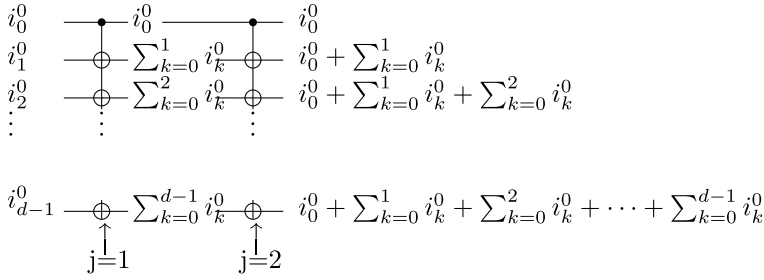 $i_0^0$ $i_0^0$ $i_0^0$
$i_1^0$ $\sum_{k=0}^{1} i_k^0$ $i_0^0 + \sum_{k=0}^{1} i_k^0$
$i_2^0$ $\sum_{k=0}^{2} i_k^0$ $i_0^0 + \sum_{k=0}^{1} i_k^0 + \sum_{k=0}^{2} i_k^0$
⋮ ⋮ ⋮
$i_{d-1}^0$ $\sum_{k=0}^{d-1} i_k^0$ $i_0^0 + \sum_{k=0}^{1} i_k^0 + \sum_{k=0}^{2} i_k^0 + \cdots + \sum_{k=0}^{d-1} i_k^0$
j=1 j=2